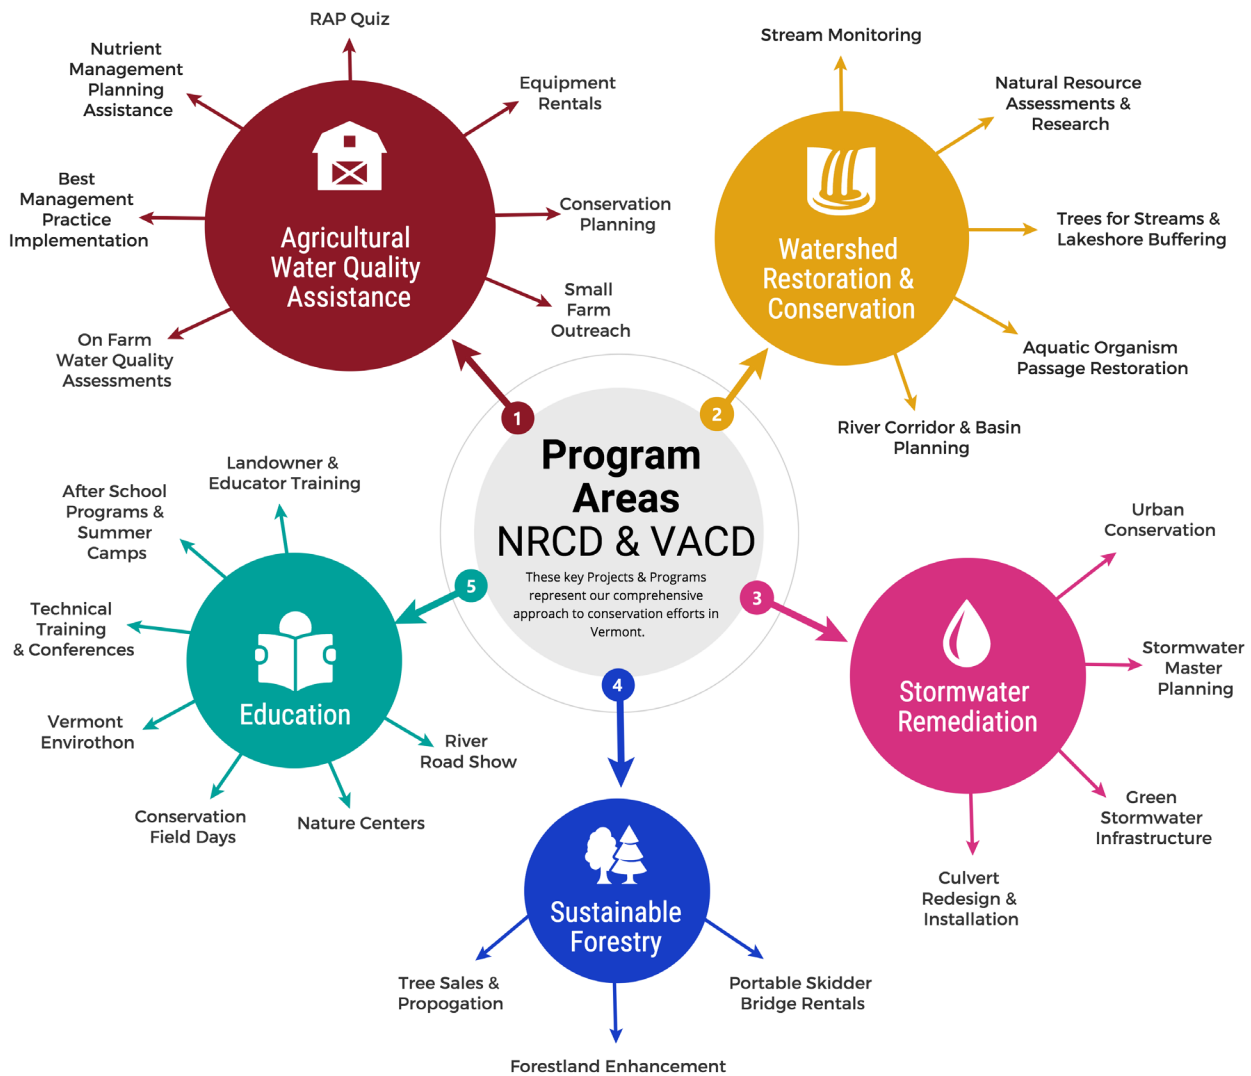 Program
Areas
NRCD & VACD
These key Projects & Programs
represent our comprehensive
approach to conservation efforts in
Vermont.
1
Agricultural
Water Quality
Assistance
RAP Quiz
Equipment
Rentals
Conservation
Planning
Small
Farm
Outreach
Nutrient
Management
Planning
Assistance
Best
Management
Practice
Implementation
On Farm
Water Quality
Assessments
2
Watershed
Restoration &
Conservation
Stream Monitoring
Natural Resource
Assessments &
Research
Trees for Streams &
Lakeshore Buffering
Aquatic Organism
Passage Restoration
River Corridor & Basin
Planning
3
Stormwater
Remediation
Urban
Conservation
Stormwater
Master
Planning
Green
Stormwater
Infrastructure
Culvert
Redesign &
Installation
4
Sustainable
Forestry
Portable Skidder
Bridge Rentals
Forestland Enhancement
Tree Sales &
Propogation
5
Education
Landowner &
Educator Training
After School
Programs &
Summer
Camps
Technical
Training
& Conferences
Vermont
Envirothon
Conservation
Field Days
Nature Centers
River
Road Show